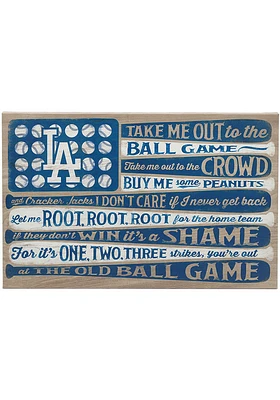 LA
TAKE ME OUT to the
BALL GAME
Take me out to the CROWD
BUY ME some PEANUTS
and Cracker Jacks I DON'T CARE if I never get back
Let me ROOT, ROOT, ROOT for the home team
if they don't WIN it's a SHAME
For it's ONE, TWO, THREE strikes, you're out
at THE OLD BALL GAME